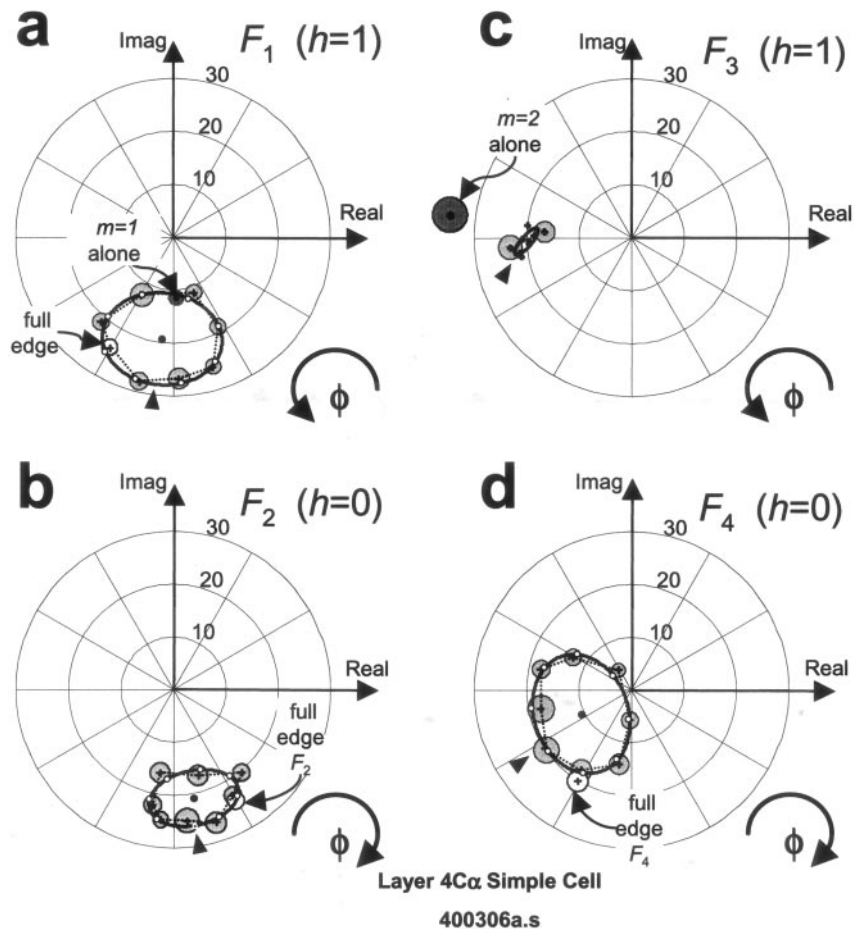 a
Imag
F1 (h=1)
30
20
10
Real
m=1
alone
full
edge
ϕ
c
Imag
F3 (h=1)
30
20
10
Real
m=2
alone
ϕ
b
Imag
F2 (h=0)
30
20
10
Real
full
edge
F2
ϕ
d
Imag
F4 (h=0)
30
20
10
Real
full
edge
F4
ϕ
Layer 4Cα Simple Cell
400306a.s